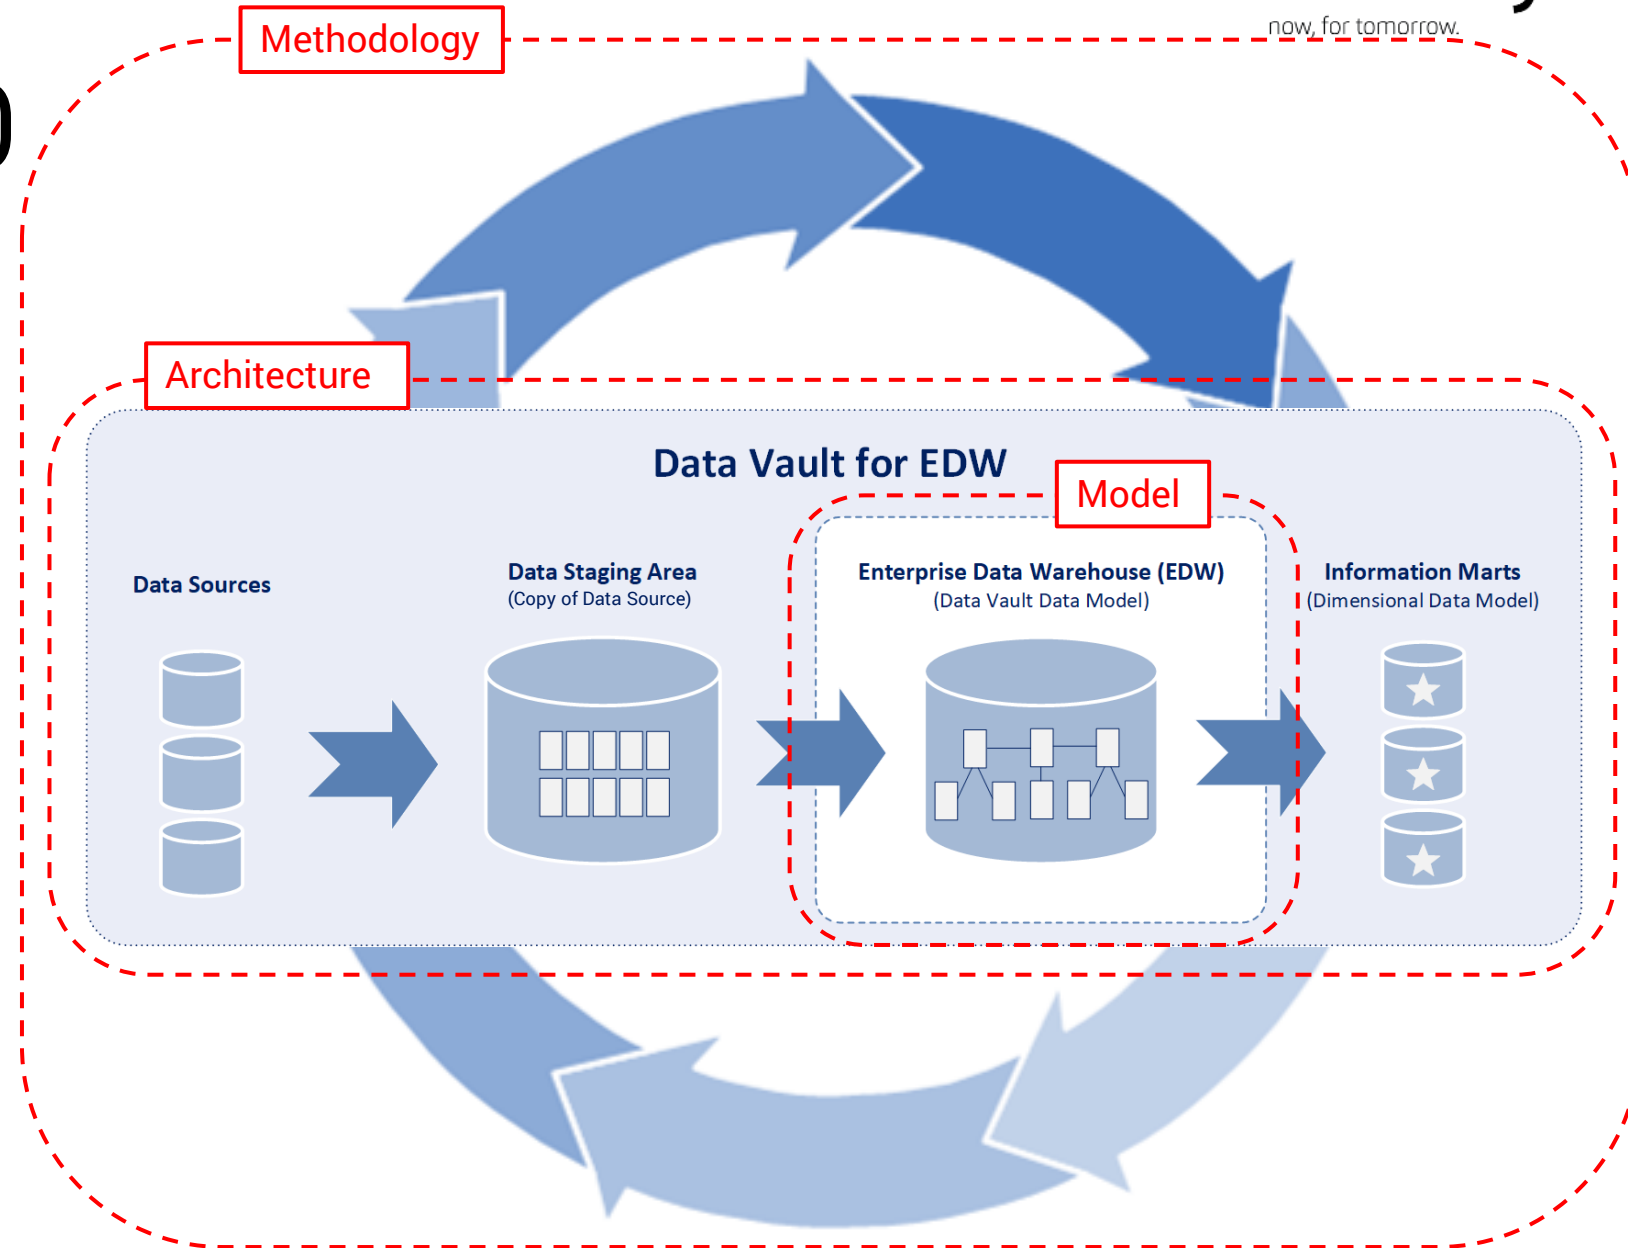 now, for tomorrow.
Methodology
Architecture
Data Vault for EDW
Model
Data Sources
Data Staging Area
(Copy of Data Source)
Enterprise Data Warehouse (EDW)
(Data Vault Data Model)
Information Marts
(Dimensional Data Model)